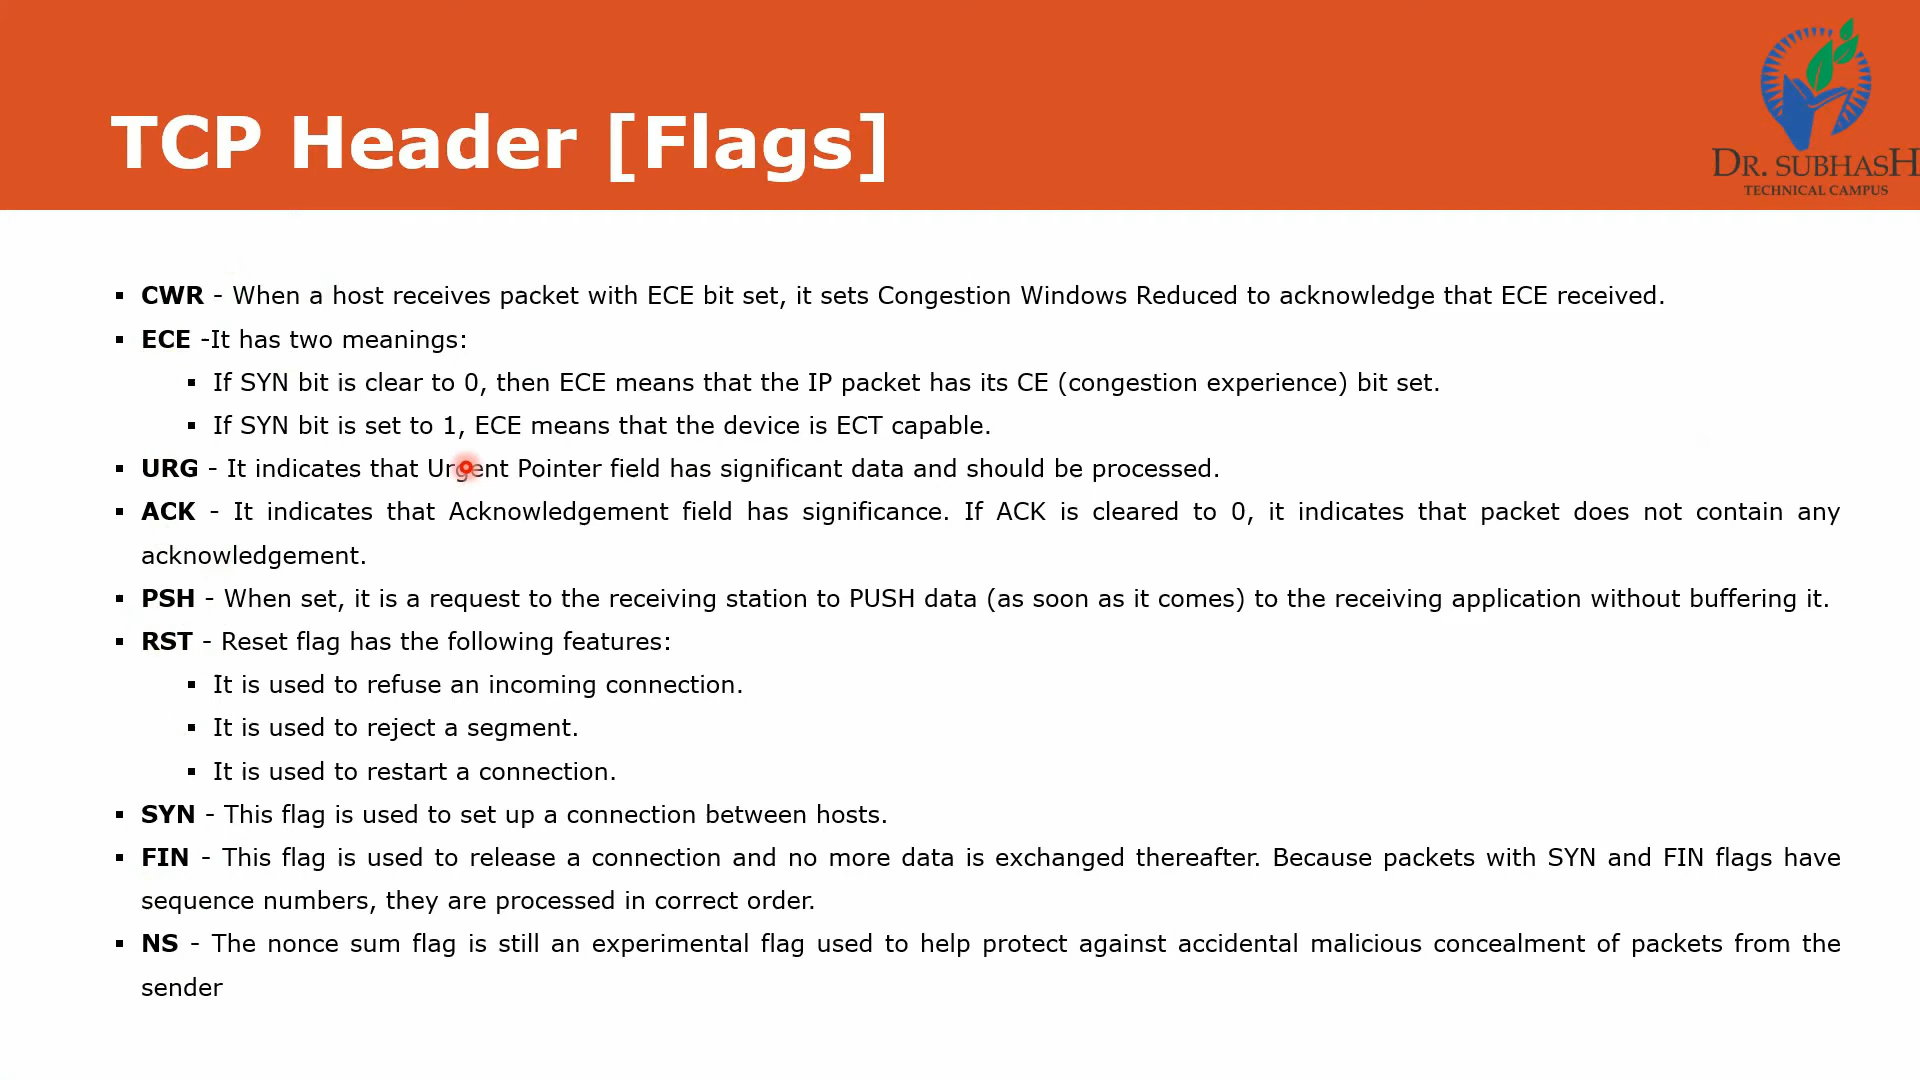 TCP Header [Flags]
DR. SUBHASH
TECHNICAL CAMPUS
▪ CWR - When a host receives packet with ECE bit set, it sets Congestion Windows Reduced to acknowledge that ECE received.
▪ ECE -It has two meanings:
▪ If SYN bit is clear to 0, then ECE means that the IP packet has its CE (congestion experience) bit set.
▪ If SYN bit is set to 1, ECE means that the device is ECT capable.
▪ URG - It indicates that Urgent Pointer field has significant data and should be processed.
▪ ACK - It indicates that Acknowledgement field has significance. If ACK is cleared to 0, it indicates that packet does not contain any
acknowledgement.
▪ PSH - When set, it is a request to the receiving station to PUSH data (as soon as it comes) to the receiving application without buffering it.
▪ RST - Reset flag has the following features:
▪ It is used to refuse an incoming connection.
▪ It is used to reject a segment.
▪ It is used to restart a connection.
▪ SYN - This flag is used to set up a connection between hosts.
▪ FIN - This flag is used to release a connection and no more data is exchanged thereafter. Because packets with SYN and FIN flags have
sequence numbers, they are processed in correct order.
▪ NS - The nonce sum flag is still an experimental flag used to help protect against accidental malicious concealment of packets from the
sender